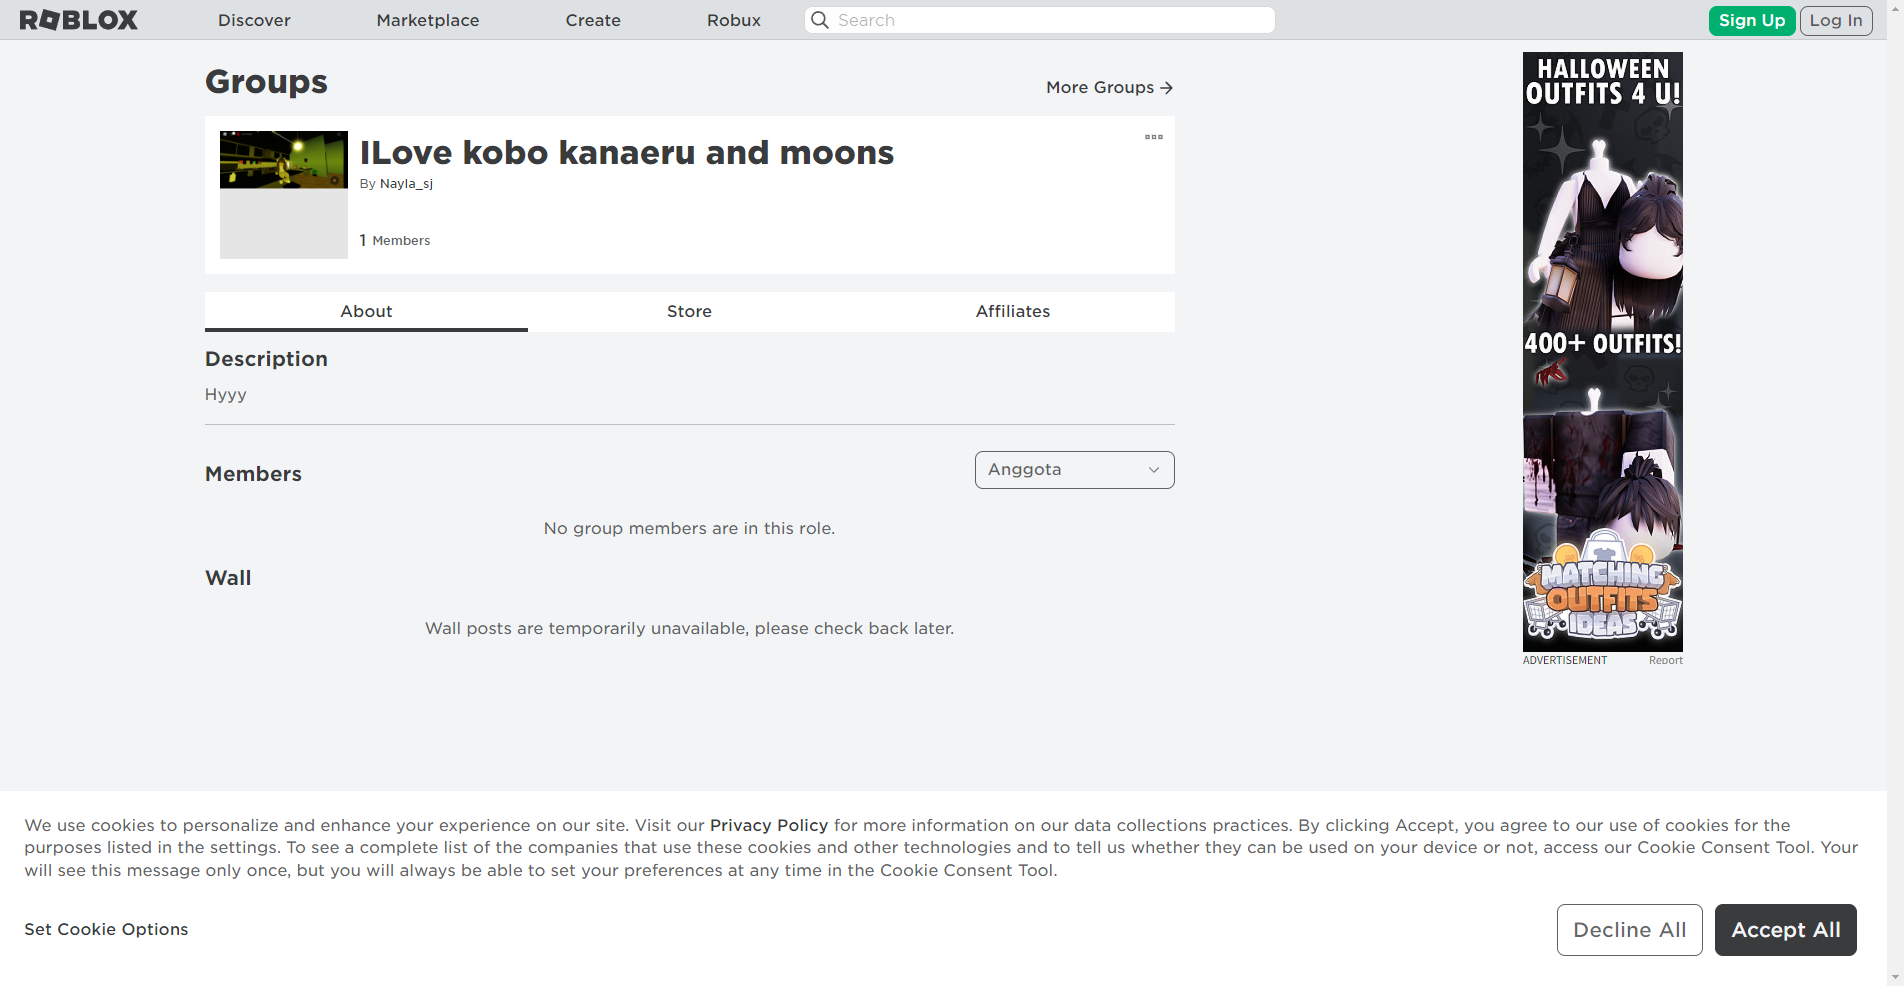 ROBLOX
Discover
Marketplace
Create
Robux
Search
Sign Up
Log In
Groups
More Groups
ILove kobo kanaeru and moons
By Nayla_sj
1 Members
About
Store
Affiliates
Description
Hyyy
Members
Anggota
No group members are in this role.
Wall
Wall posts are temporarily unavailable, please check back later.
HALLOWEEN
OUTFITS 4 U!
400+ OUTFITS!
MATCHING
OUTFITS
IDEAS
ADVERTISEMENT
Report
We use cookies to personalize and enhance your experience on our site. Visit our Privacy Policy for more information on our data collections practices. By clicking Accept, you agree to our use of cookies for the
purposes listed in the settings. To see a complete list of the companies that use these cookies and other technologies and to tell us whether they can be used on your device or not, access our Cookie Consent Tool. Your
will see this message only once, but you will always be able to set your preferences at any time in the Cookie Consent Tool.
Set Cookie Options
Decline All
Accept All